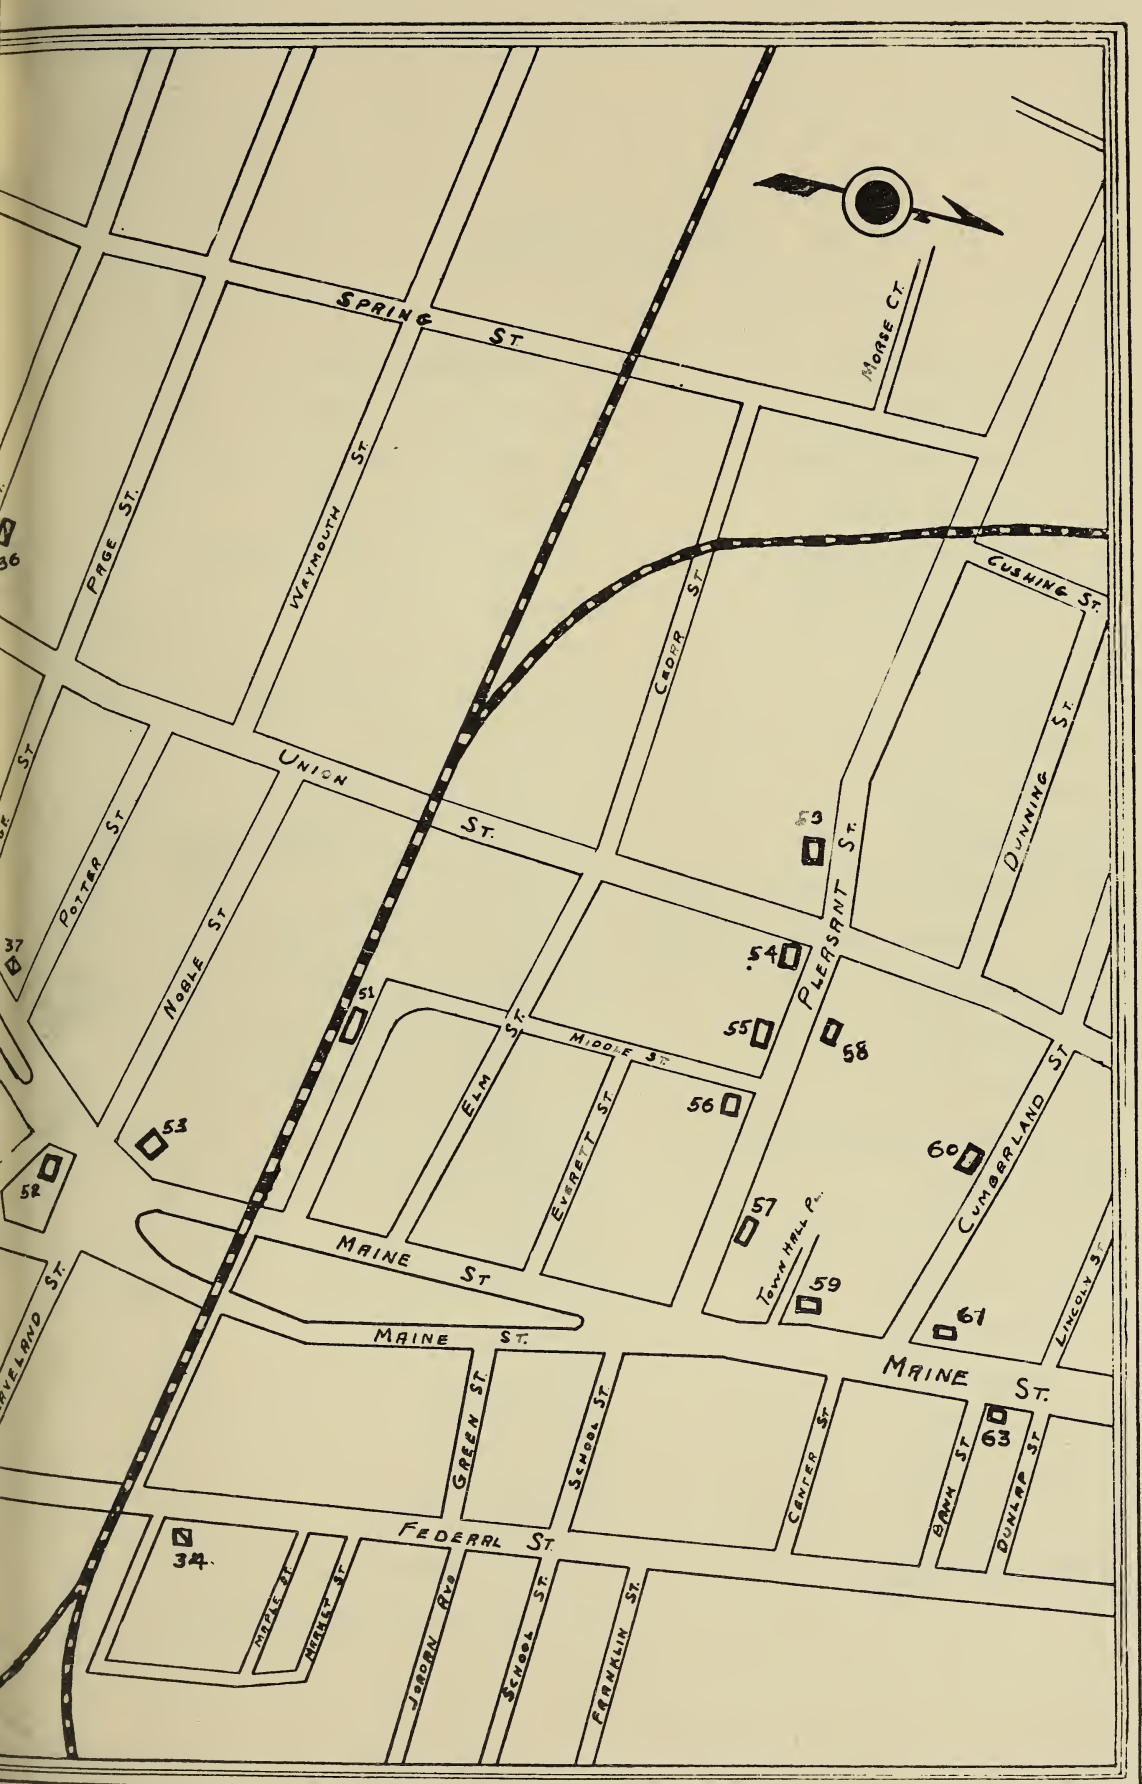 MORSE CT.
SPRING ST.
PAGE ST.
36
WAYMOUTH ST.
CEDAR ST
CUSHING ST.
DUNNING ST.
UNION ST.
POTTER ST
37
NOBLE ST
PLEASANT ST.
54
51
55
58
MIDDLE ST.
ELM ST.
EVERETT ST.
56
53
52
60
CUMBERLAND ST
57
TOWN HALL PL.
59
61
LINCOLN ST.
MAINE ST
MAINE ST.
MAINE ST.
ST.
GREEN ST.
SCHOOL ST.
CENTER ST
BANK ST
63
DUNLAP ST
FEDERAL ST.
34
MAPLE ST.
MARKET ST
JORDAN AVE
SCHOOL ST.
FRANKLIN ST.